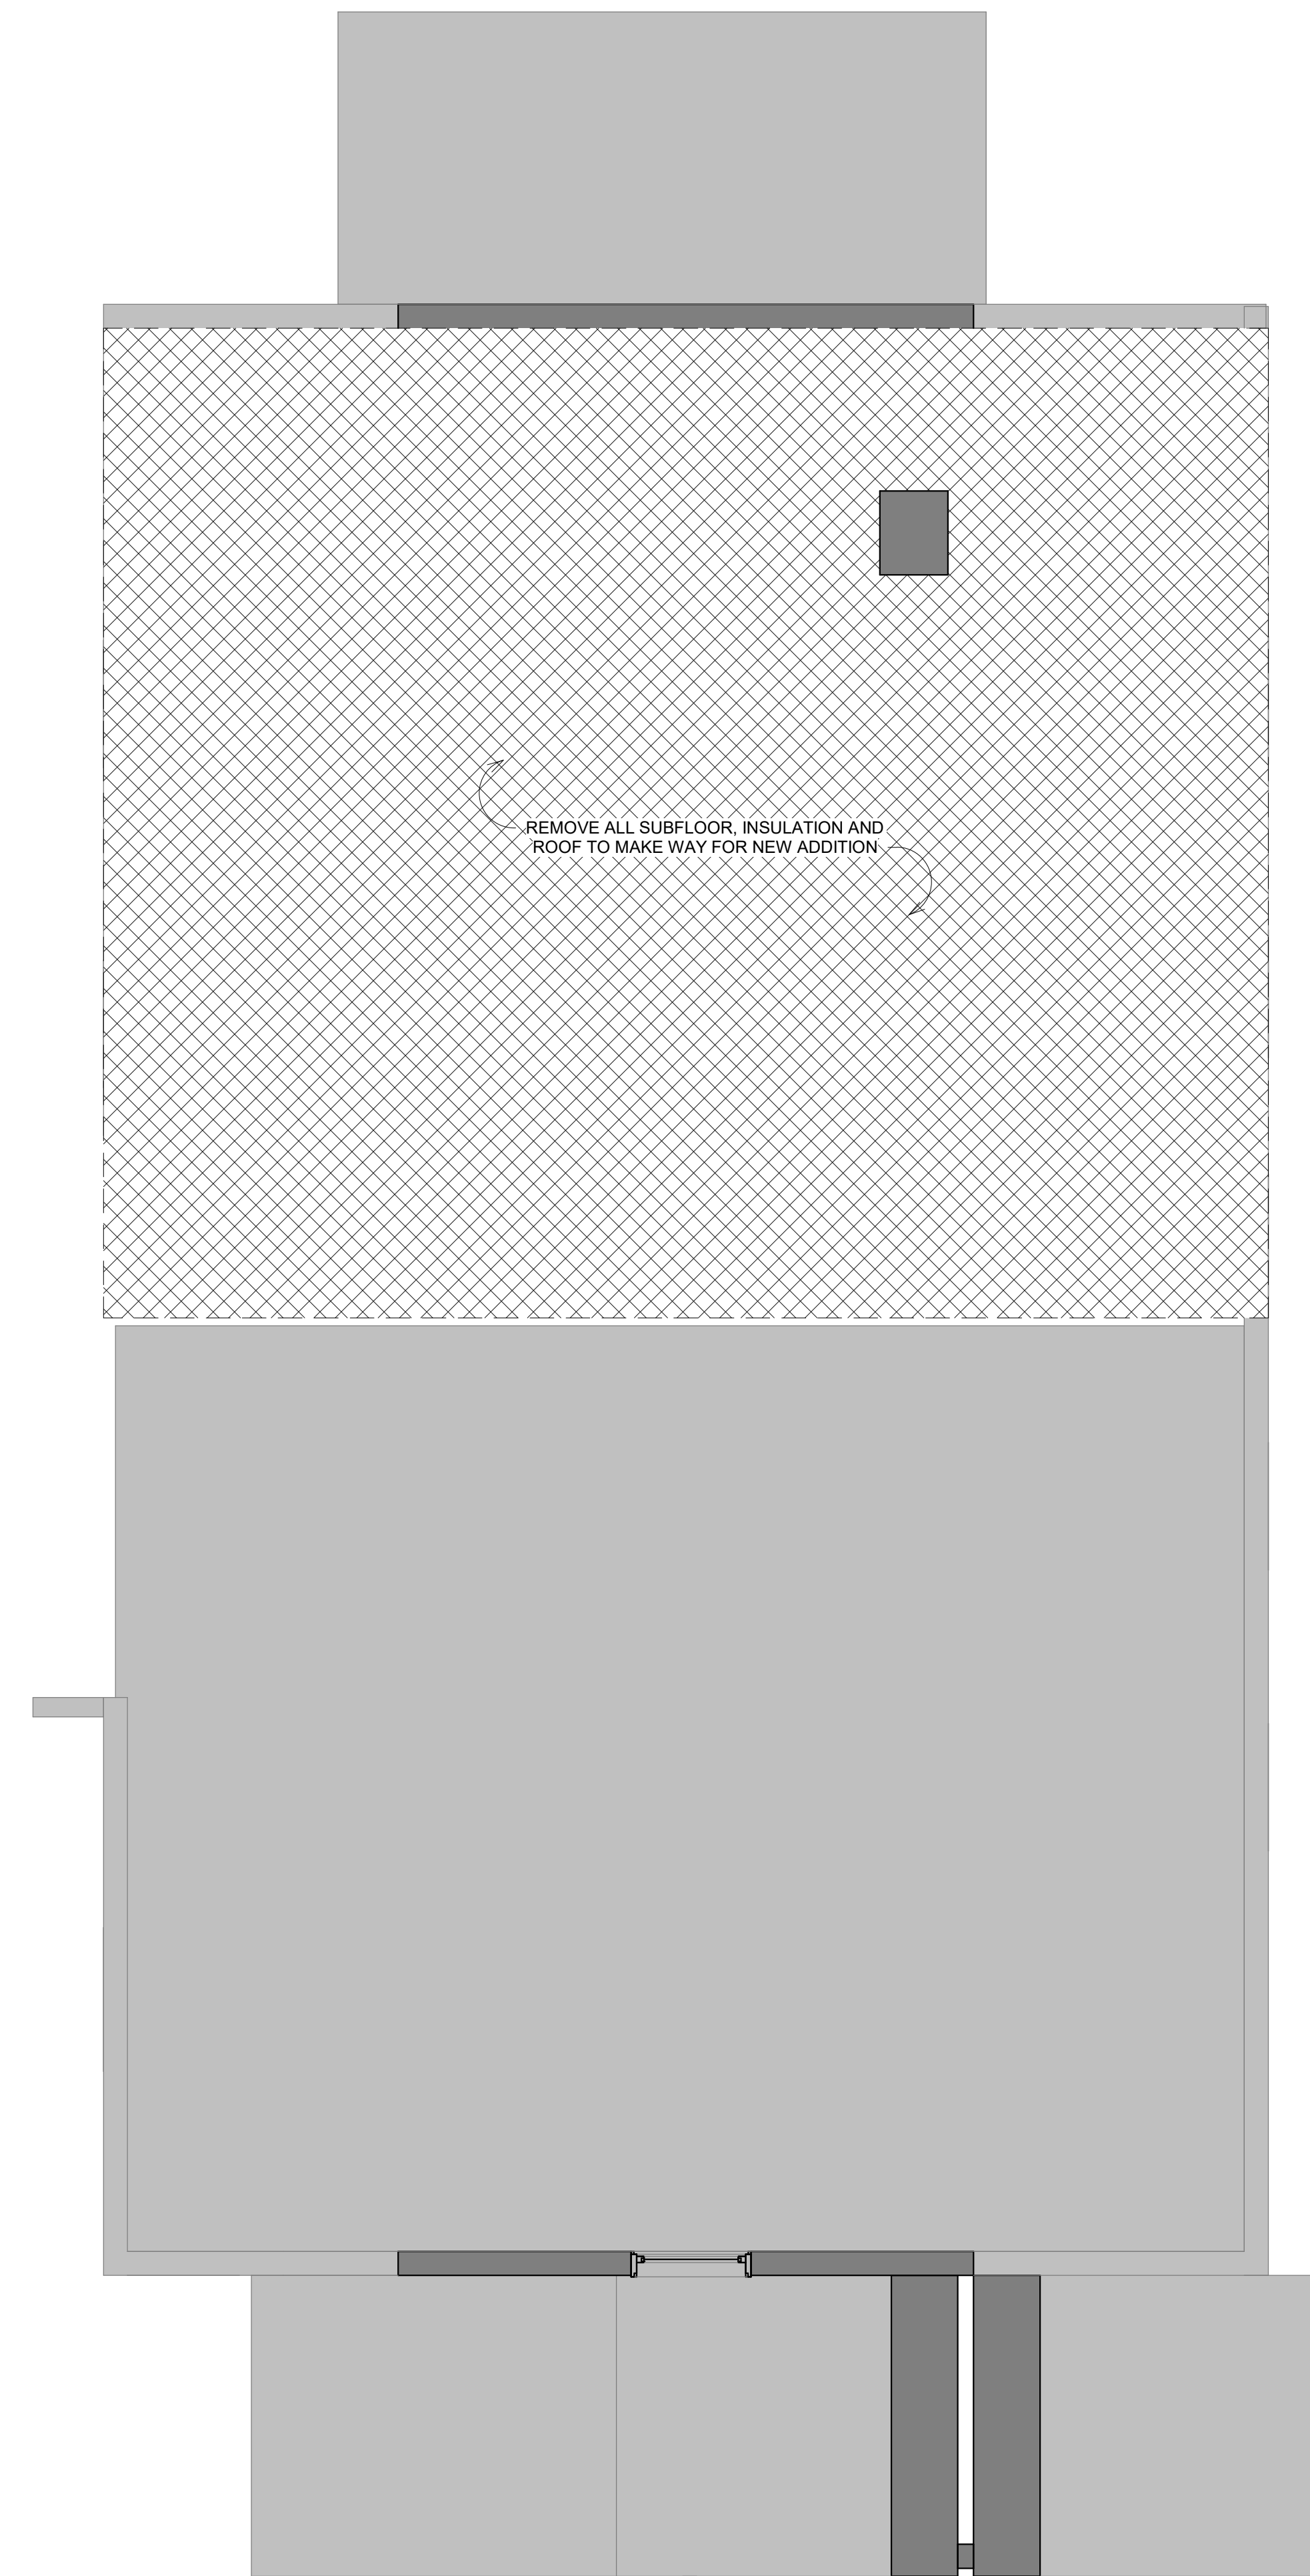 REMOVE ALL SUBFLOOR, INSULATION AND
ROOF TO MAKE WAY FOR NEW ADDITION